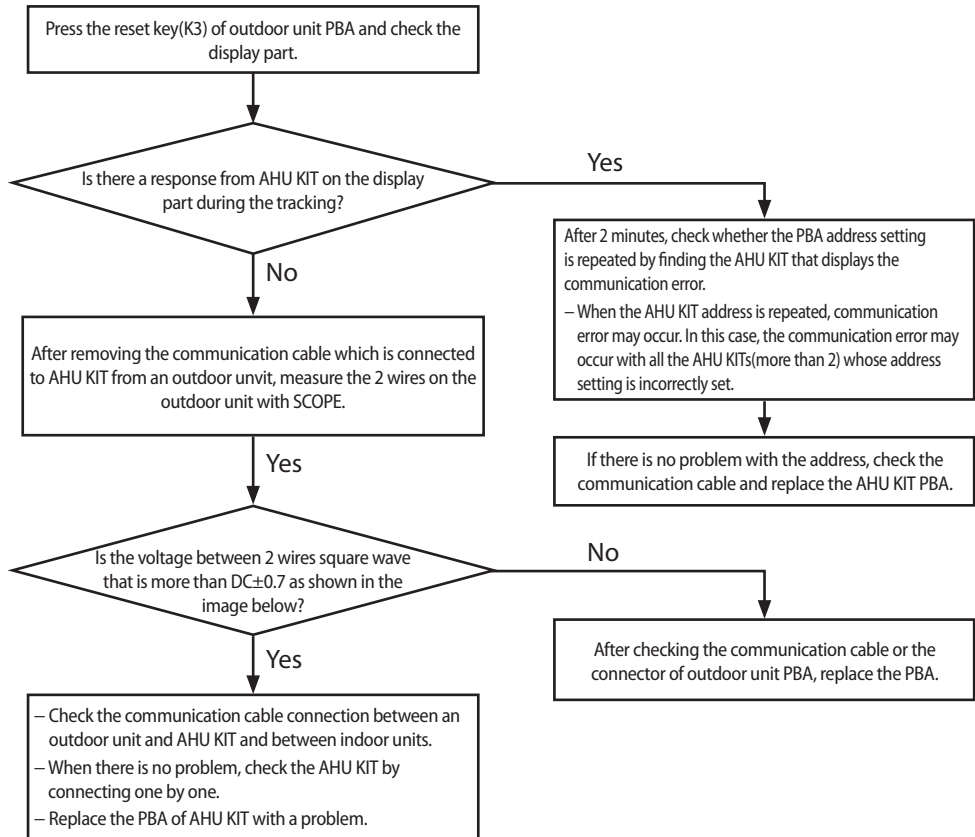 Press the reset key(K3) of outdoor unit PBA and check the
display part.
Is there a response from AHU KIT on the display
part during the tracking?
Yes
After 2 minutes, check whether the PBA address setting
is repeated by finding the AHU KIT that displays the
communication error.
– When the AHU KIT address is repeated, communication
error may occur. In this case, the communication error may
occur with all the AHU KITs(more than 2) whose address
setting is incorrectly set.
If there is no problem with the address, check the
communication cable and replace the AHU KIT PBA.
No
After removing the communication cable which is connected
to AHU KIT from an outdoor unvit, measure the 2 wires on the
outdoor unit with SCOPE.
Yes
Is the voltage between 2 wires square wave
that is more than DC±0.7 as shown in the
image below?
No
After checking the communication cable or the
connector of outdoor unit PBA, replace the PBA.
Yes
– Check the communication cable connection between an
outdoor unit and AHU KIT and between indoor units.
– When there is no problem, check the AHU KIT by
connecting one by one.
– Replace the PBA of AHU KIT with a problem.